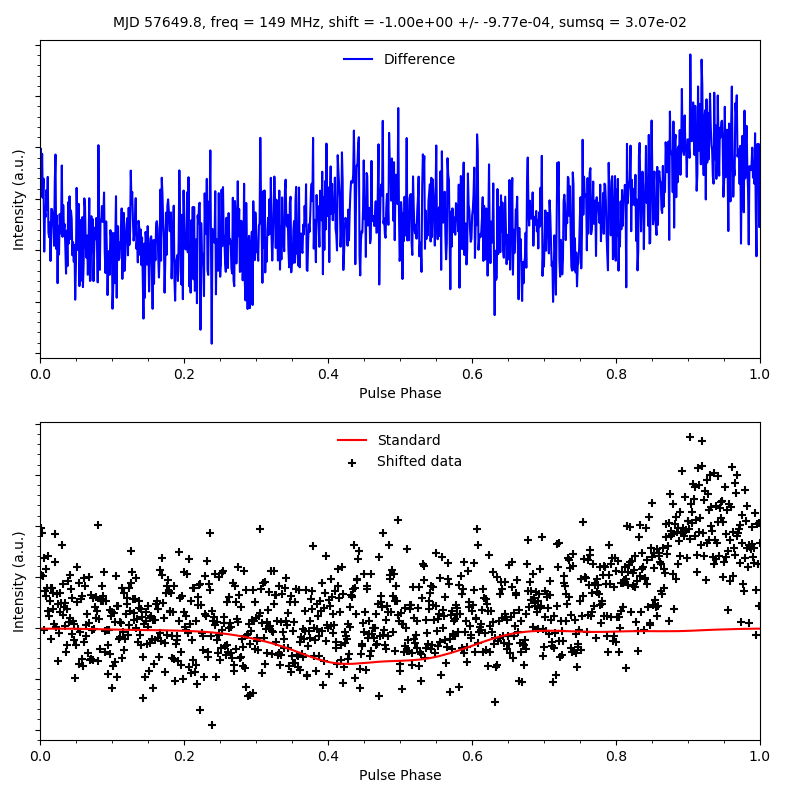 MJD 57649.8, freq = 149 MHz, shift = -1.00e+00 +/- -9.77e-04, sumsq = 3.07e-02
Difference
Intensity (a.u.)
0.0 0.2 0.4 0.6 0.8 1.0
Pulse Phase
Standard
Shifted data
Intensity (a.u.)
0.0 0.2 0.4 0.6 0.8 1.0
Pulse Phase